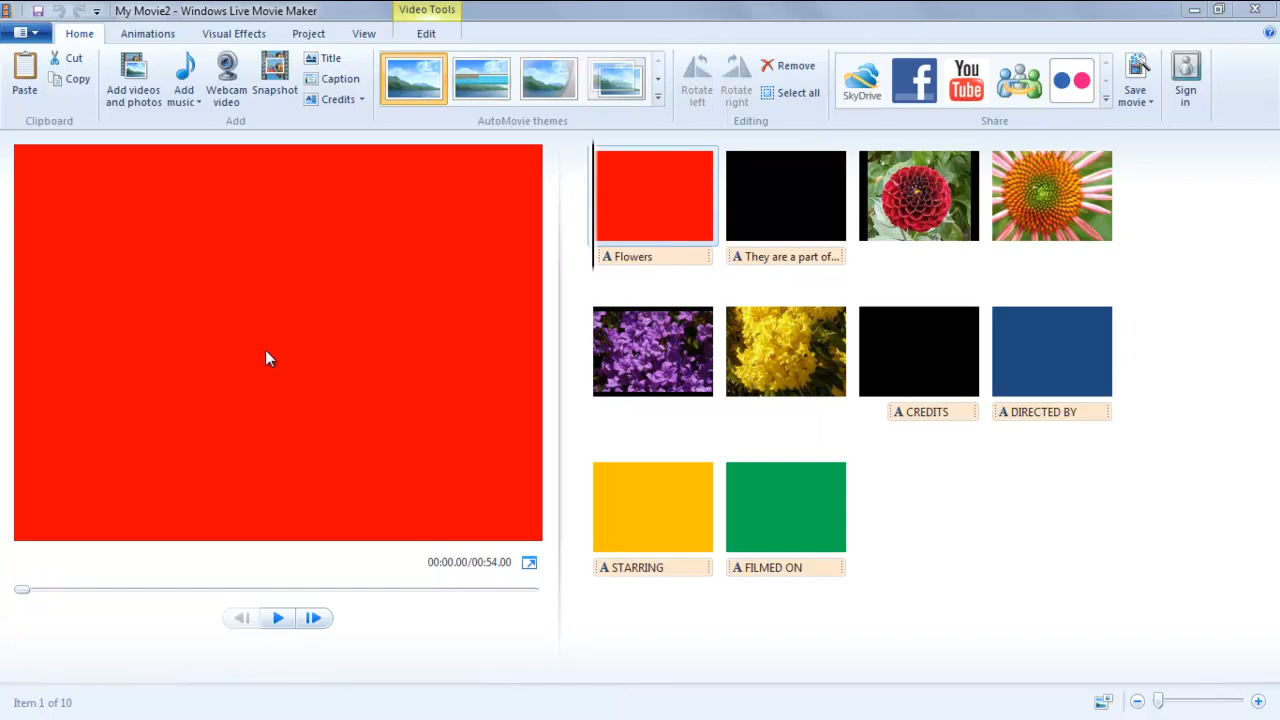 My Movie2 - Windows Live Movie Maker
Video Tools
Home
Animations
Visual Effects
Project
View
Edit
Paste
Cut
Copy
Clipboard
Add videos and photos
Add music
Webcam video
Snapshot
Title
Caption
Credits
Add
AutoMovie themes
Rotate left
Rotate right
Remove
Select all
Editing
SkyDrive
You Tube
Share
Save movie
Sign in
A Flowers
A They are a part of...
A CREDITS
A DIRECTED BY
A STARRING
A FILMED ON
00:00.00/00:54.00
Item 1 of 10